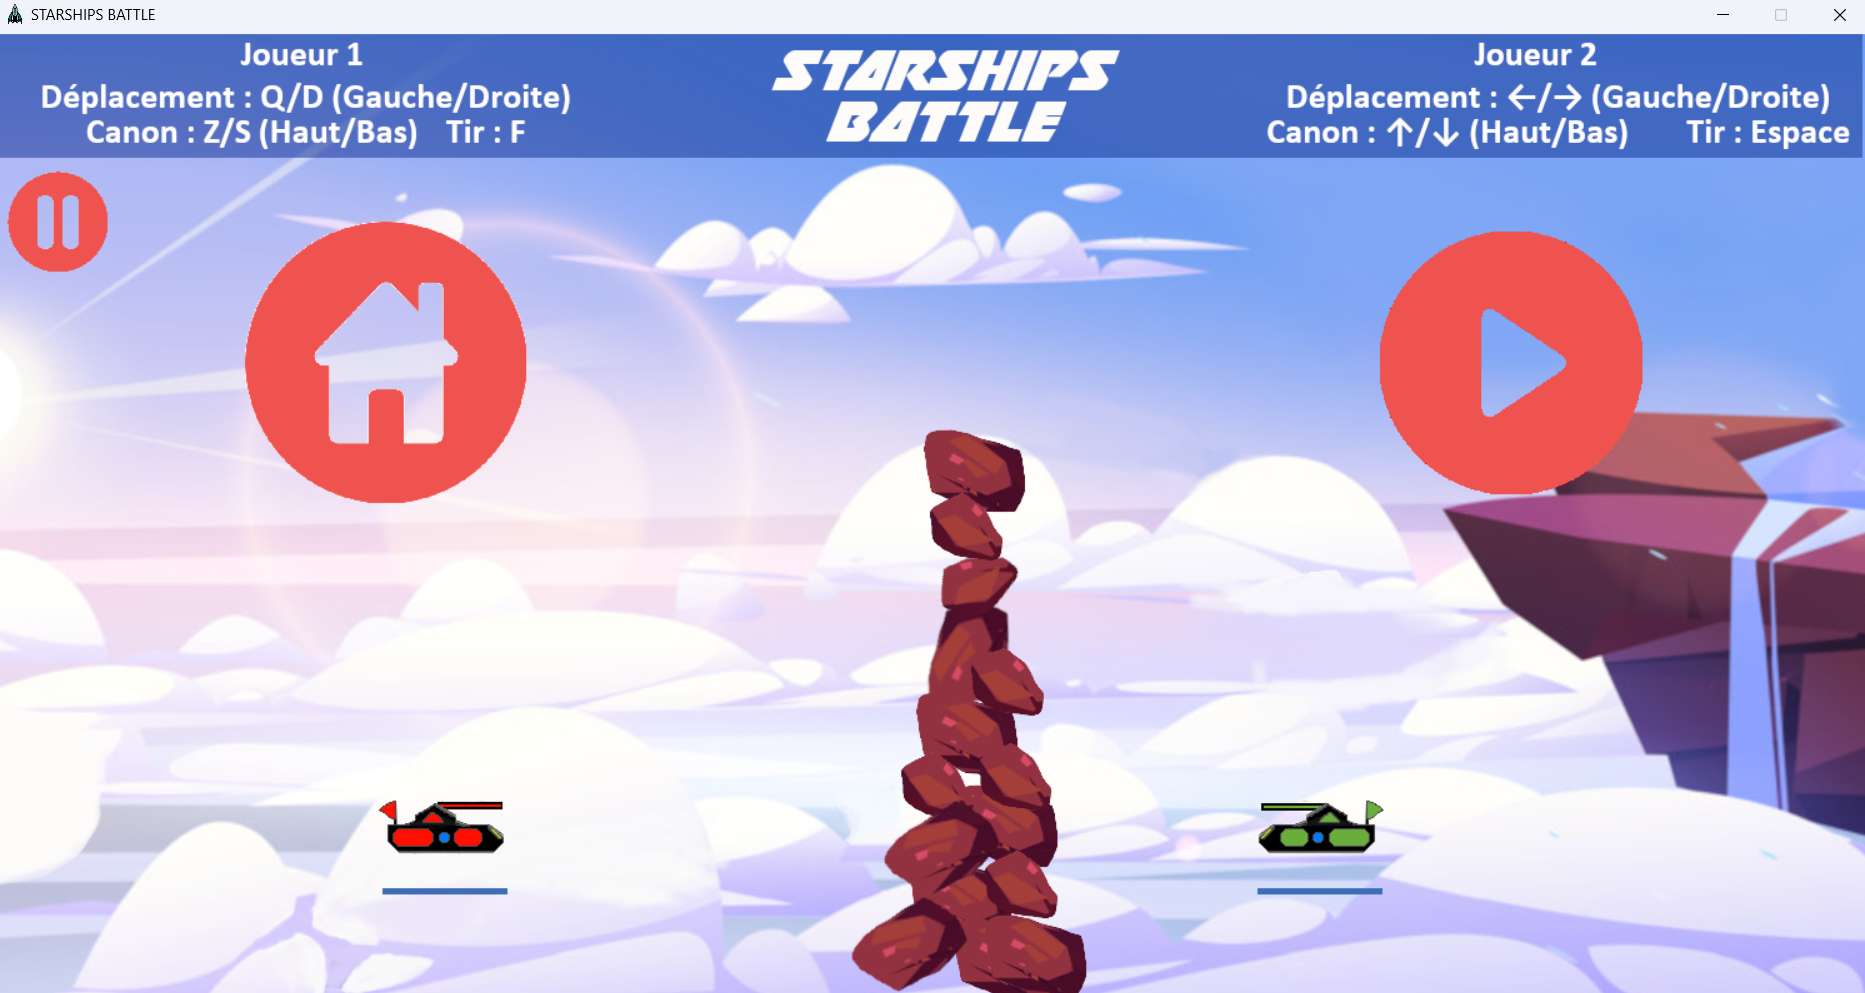 STARSHIPS BATTLE
Joueur 1
Déplacement : Q/D (Gauche/Droite)
Canon : Z/S (Haut/Bas) Tir : F
STARSHIPS
BATTLE
Joueur 2
Déplacement : ←/→ (Gauche/Droite)
Canon : ↑/↓ (Haut/Bas) Tir : Espace